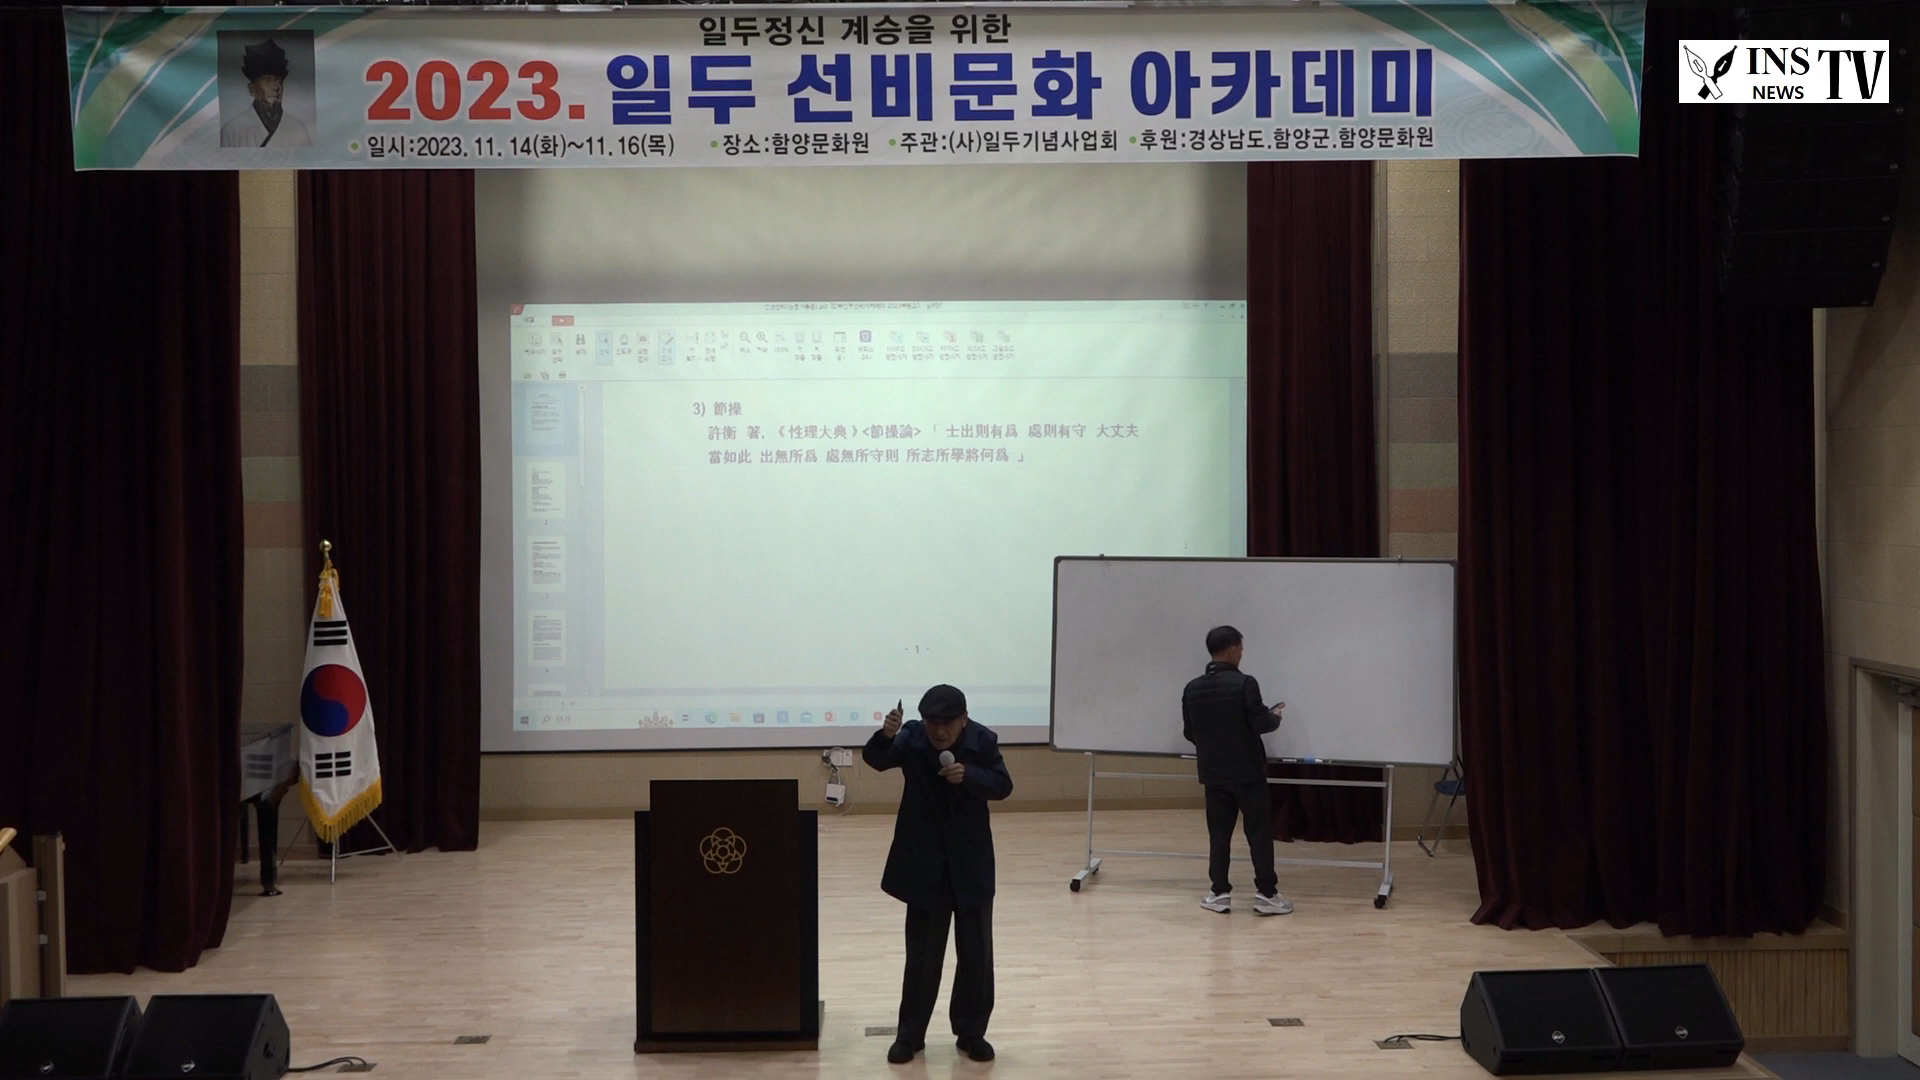 일두정신 계승을 위한
2023. 일두 선비문화 아카데미
• 일시:2023. 11. 14(화)~11.16(목) • 장소:함양문화원 • 주관:(사)일두기념사업회 • 후원:경상남도.함양군.함양문화원
INS NEWS TV
3) 節操
許衡 著, 《性理大典》<節操論>「士出則有爲 處則有守 大丈夫
當如此 出無所爲 處無所守則 所志所學將何爲 」
- 1 -